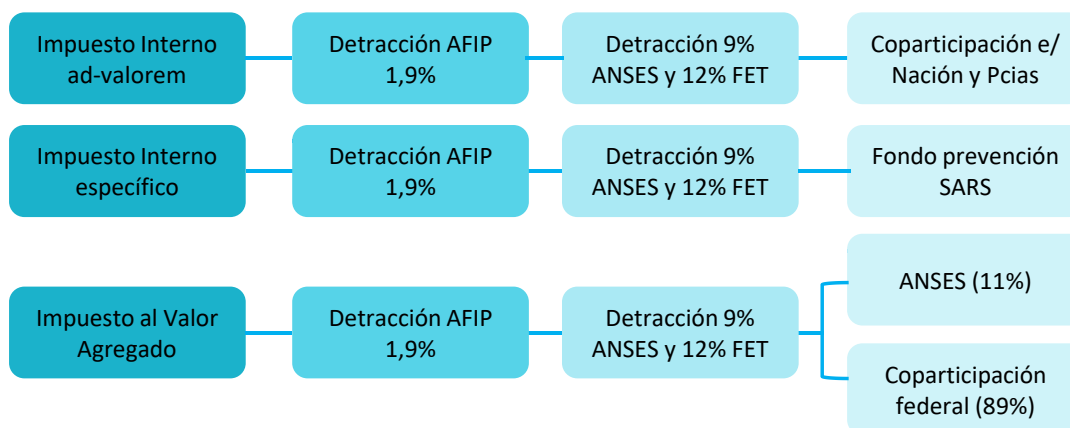 Impuesto Interno
ad-valorem
Detracción AFIP
1,9%
Detracción 9%
ANSES y 12% FET
Coparticipación e/
Nación y Pcias
Impuesto Interno
específico
Detracción AFIP
1,9%
Detracción 9%
ANSES y 12% FET
Fondo prevención
SARS
Impuesto al Valor
Agregado
Detracción AFIP
1,9%
Detracción 9%
ANSES y 12% FET
ANSES (11%)
Coparticipación
federal (89%)